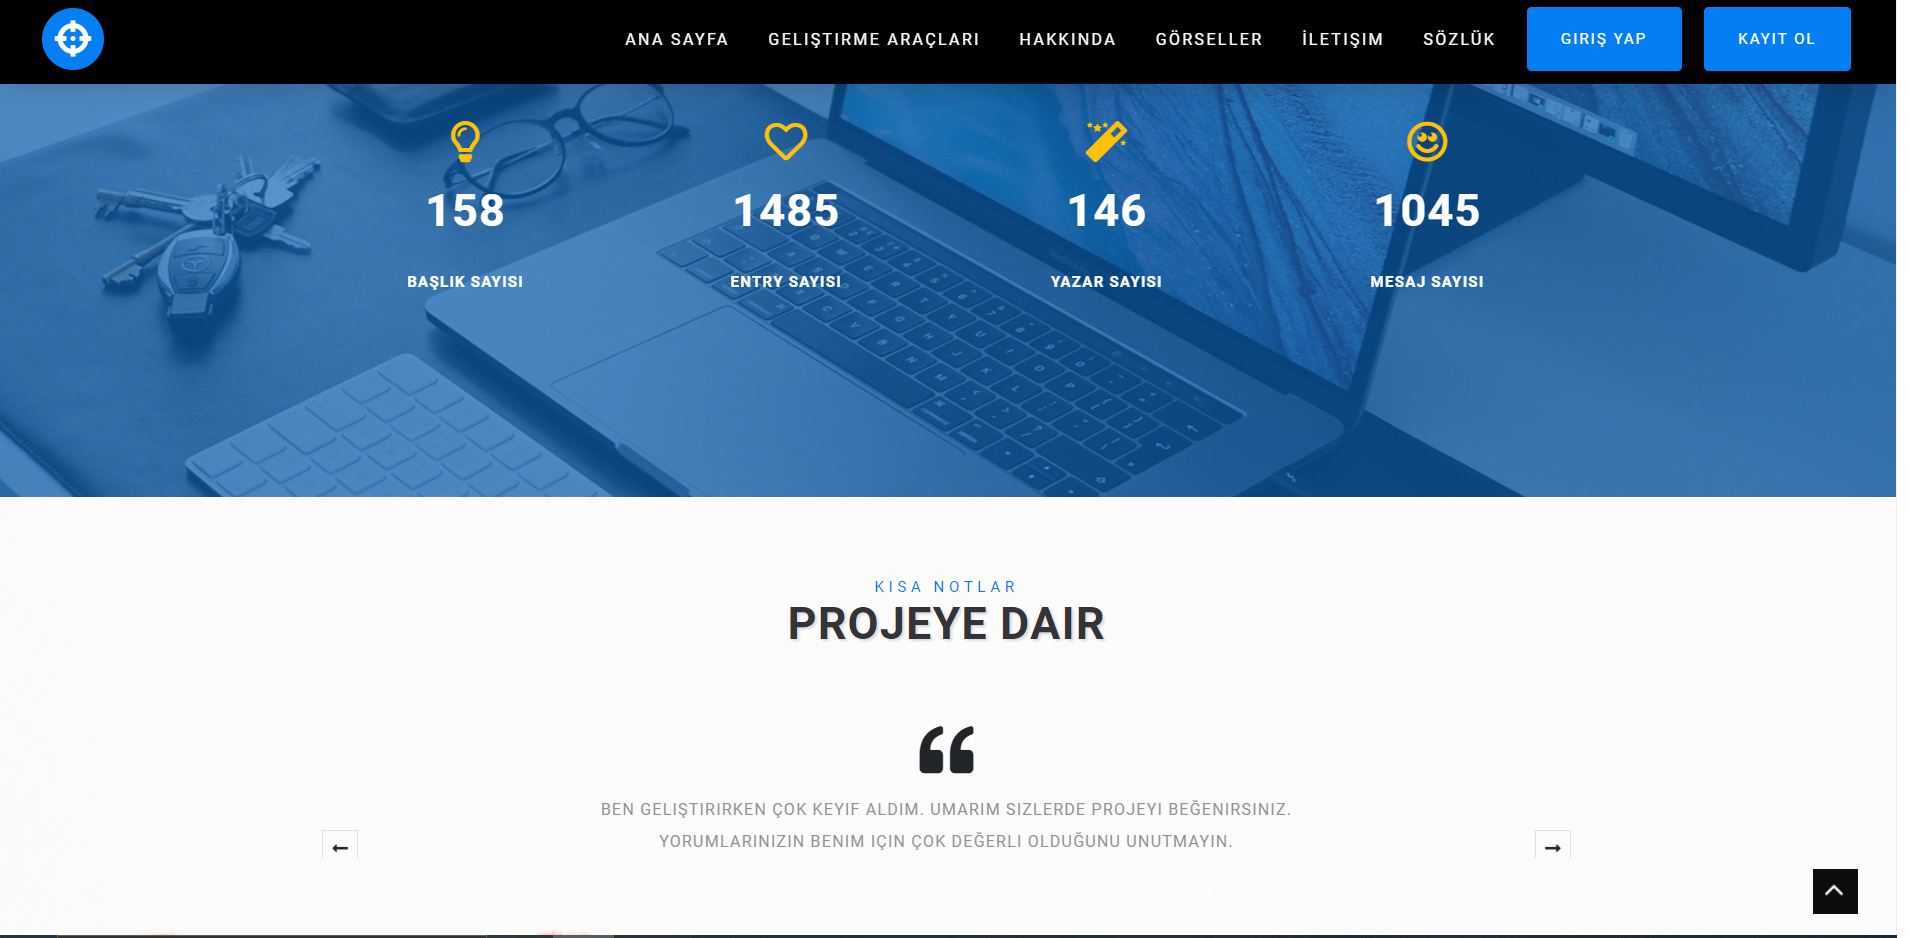 ANA SAYFA GELIŞTIRME ARAÇLARI HAKKINDA GÖRSELLER İLETIŞIM SÖZLÜK GIRIŞ YAP KAYIT OL
158 1485 146 1045
BAŞLIK SAYISI ENTRY SAYISI YAZAR SAYISI MESAJ SAYISI
KISA NOTLAR
PROJEYE DAIR
BEN GELIŞTIRIRKEN ÇOK KEYIF ALDIM. UMARIM SIZLERDE PROJEYI BEĞENIRSINIZ.
YORUMLARINIZIN BENIM IÇIN ÇOK DEĞERLI OLDUĞUNU UNUTMAYIN.